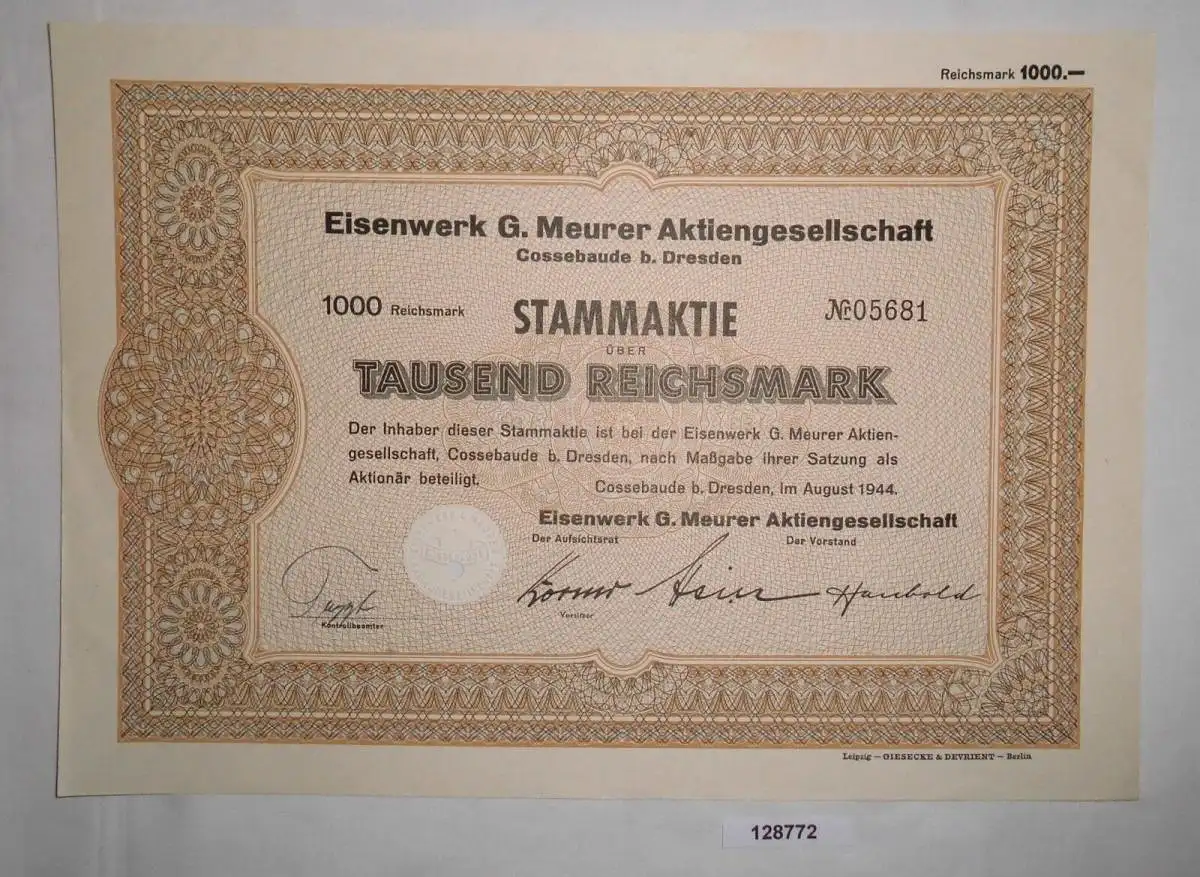 Reichsmark 1000.—
Eisenwerk G. Meurer Aktiengesellschaft
Cossebaude b. Dresden
1000 Reichsmark STAMMAKTIE № 05681
ÜBER
TAUSEND REICHSMARK
Der Inhaber dieser Stammaktie ist bei der Eisenwerk G. Meurer Aktien-
gesellschaft, Cossebaude b. Dresden, nach Maßgabe ihrer Satzung als
Aktionär beteiligt.
Cossebaude b. Dresden, im August 1944.
Eisenwerk G. Meurer Aktiengesellschaft
Der Aufsichtsrat Der Vorstand
Vorsitzer
Kontrollbeamter
Leipzig — GIESECKE & DEVRIENT — Berlin
128772